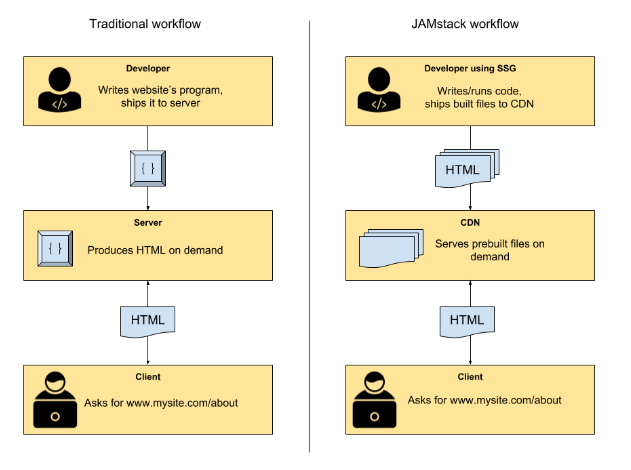 Traditional workflow
Developer
Writes website's program,
ships it to server
</>
{ }
Server
{ }
Produces HTML on demand
HTML
Client
Asks for www.mysite.com/about
JAMstack workflow
Developer using SSG
</>
Writes/runs code,
ships built files to CDN
HTML
CDN
Serves prebuilt files on
demand
HTML
Client
Asks for www.mysite.com/about